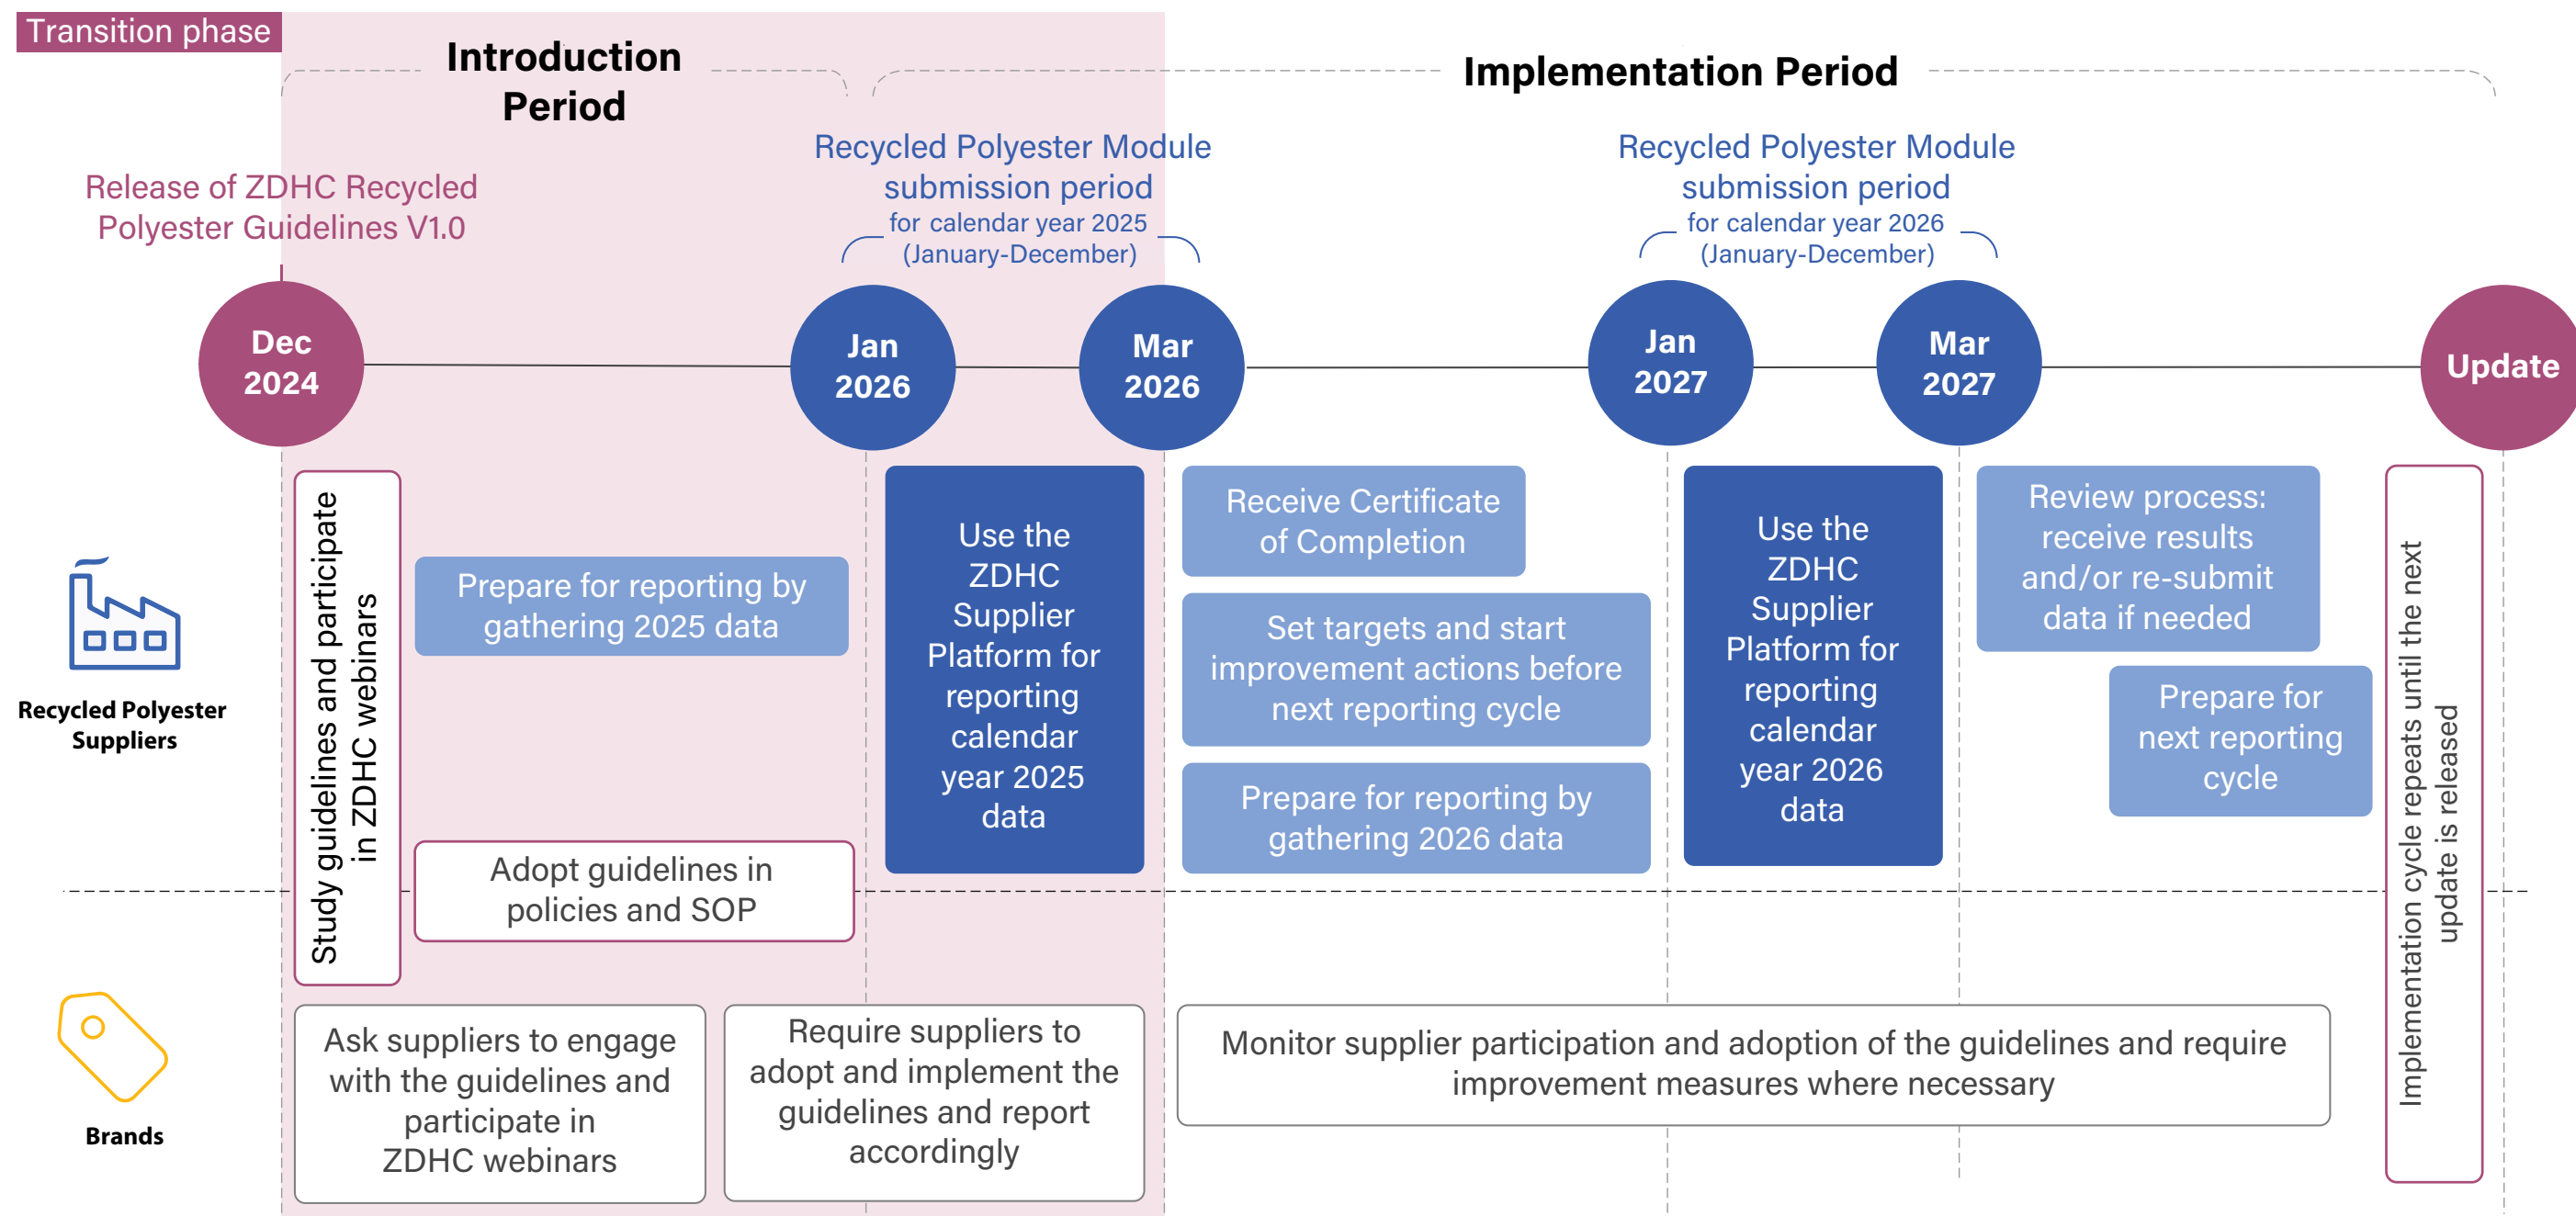 Transition phase
Introduction
Period
Implementation Period
Release of ZDHC Recycled
Polyester Guidelines V1.0
Recycled Polyester Module
submission period
for calendar year 2025
(January-December)
Recycled Polyester Module
submission period
for calendar year 2026
(January-December)
Dec
2024
Jan
2026
Mar
2026
Jan
2027
Mar
2027
Update
Recycled Polyester
Suppliers
Study guidelines and participate
in ZDHC webinars
Prepare for reporting by
gathering 2025 data
Adopt guidelines in
policies and SOP
Use the
ZDHC
Supplier
Platform for
reporting
calendar
year 2025
data
Receive Certificate
of Completion
Set targets and start
improvement actions before
next reporting cycle
Prepare for reporting by
gathering 2026 data
Use the
ZDHC
Supplier
Platform for
reporting
calendar
year 2026
data
Review process:
receive results
and/or re-submit
data if needed
Prepare for
next reporting
cycle
Implementation cycle repeats until the next
update is released
Brands
Ask suppliers to engage
with the guidelines and
participate in
ZDHC webinars
Require suppliers to
adopt and implement the
guidelines and report
accordingly
Monitor supplier participation and adoption of the guidelines and require
improvement measures where necessary